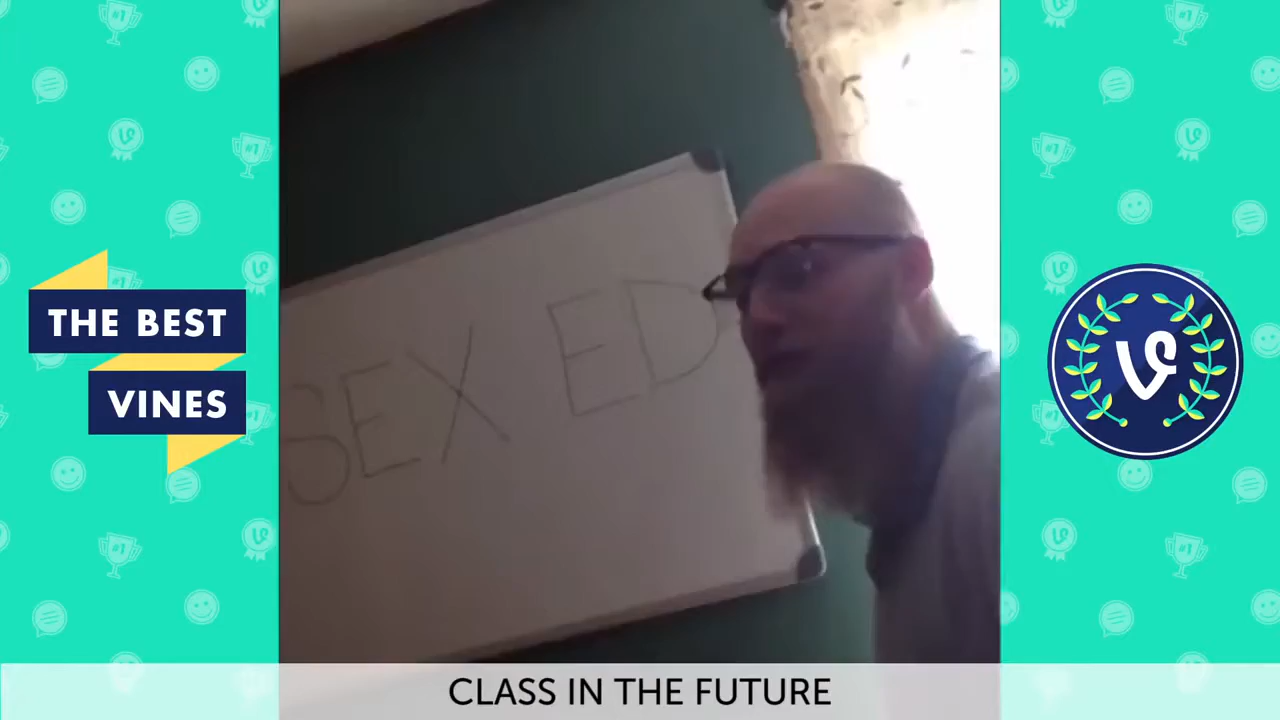 THE BEST
VINES
SEX ED
CLASS IN THE FUTURE